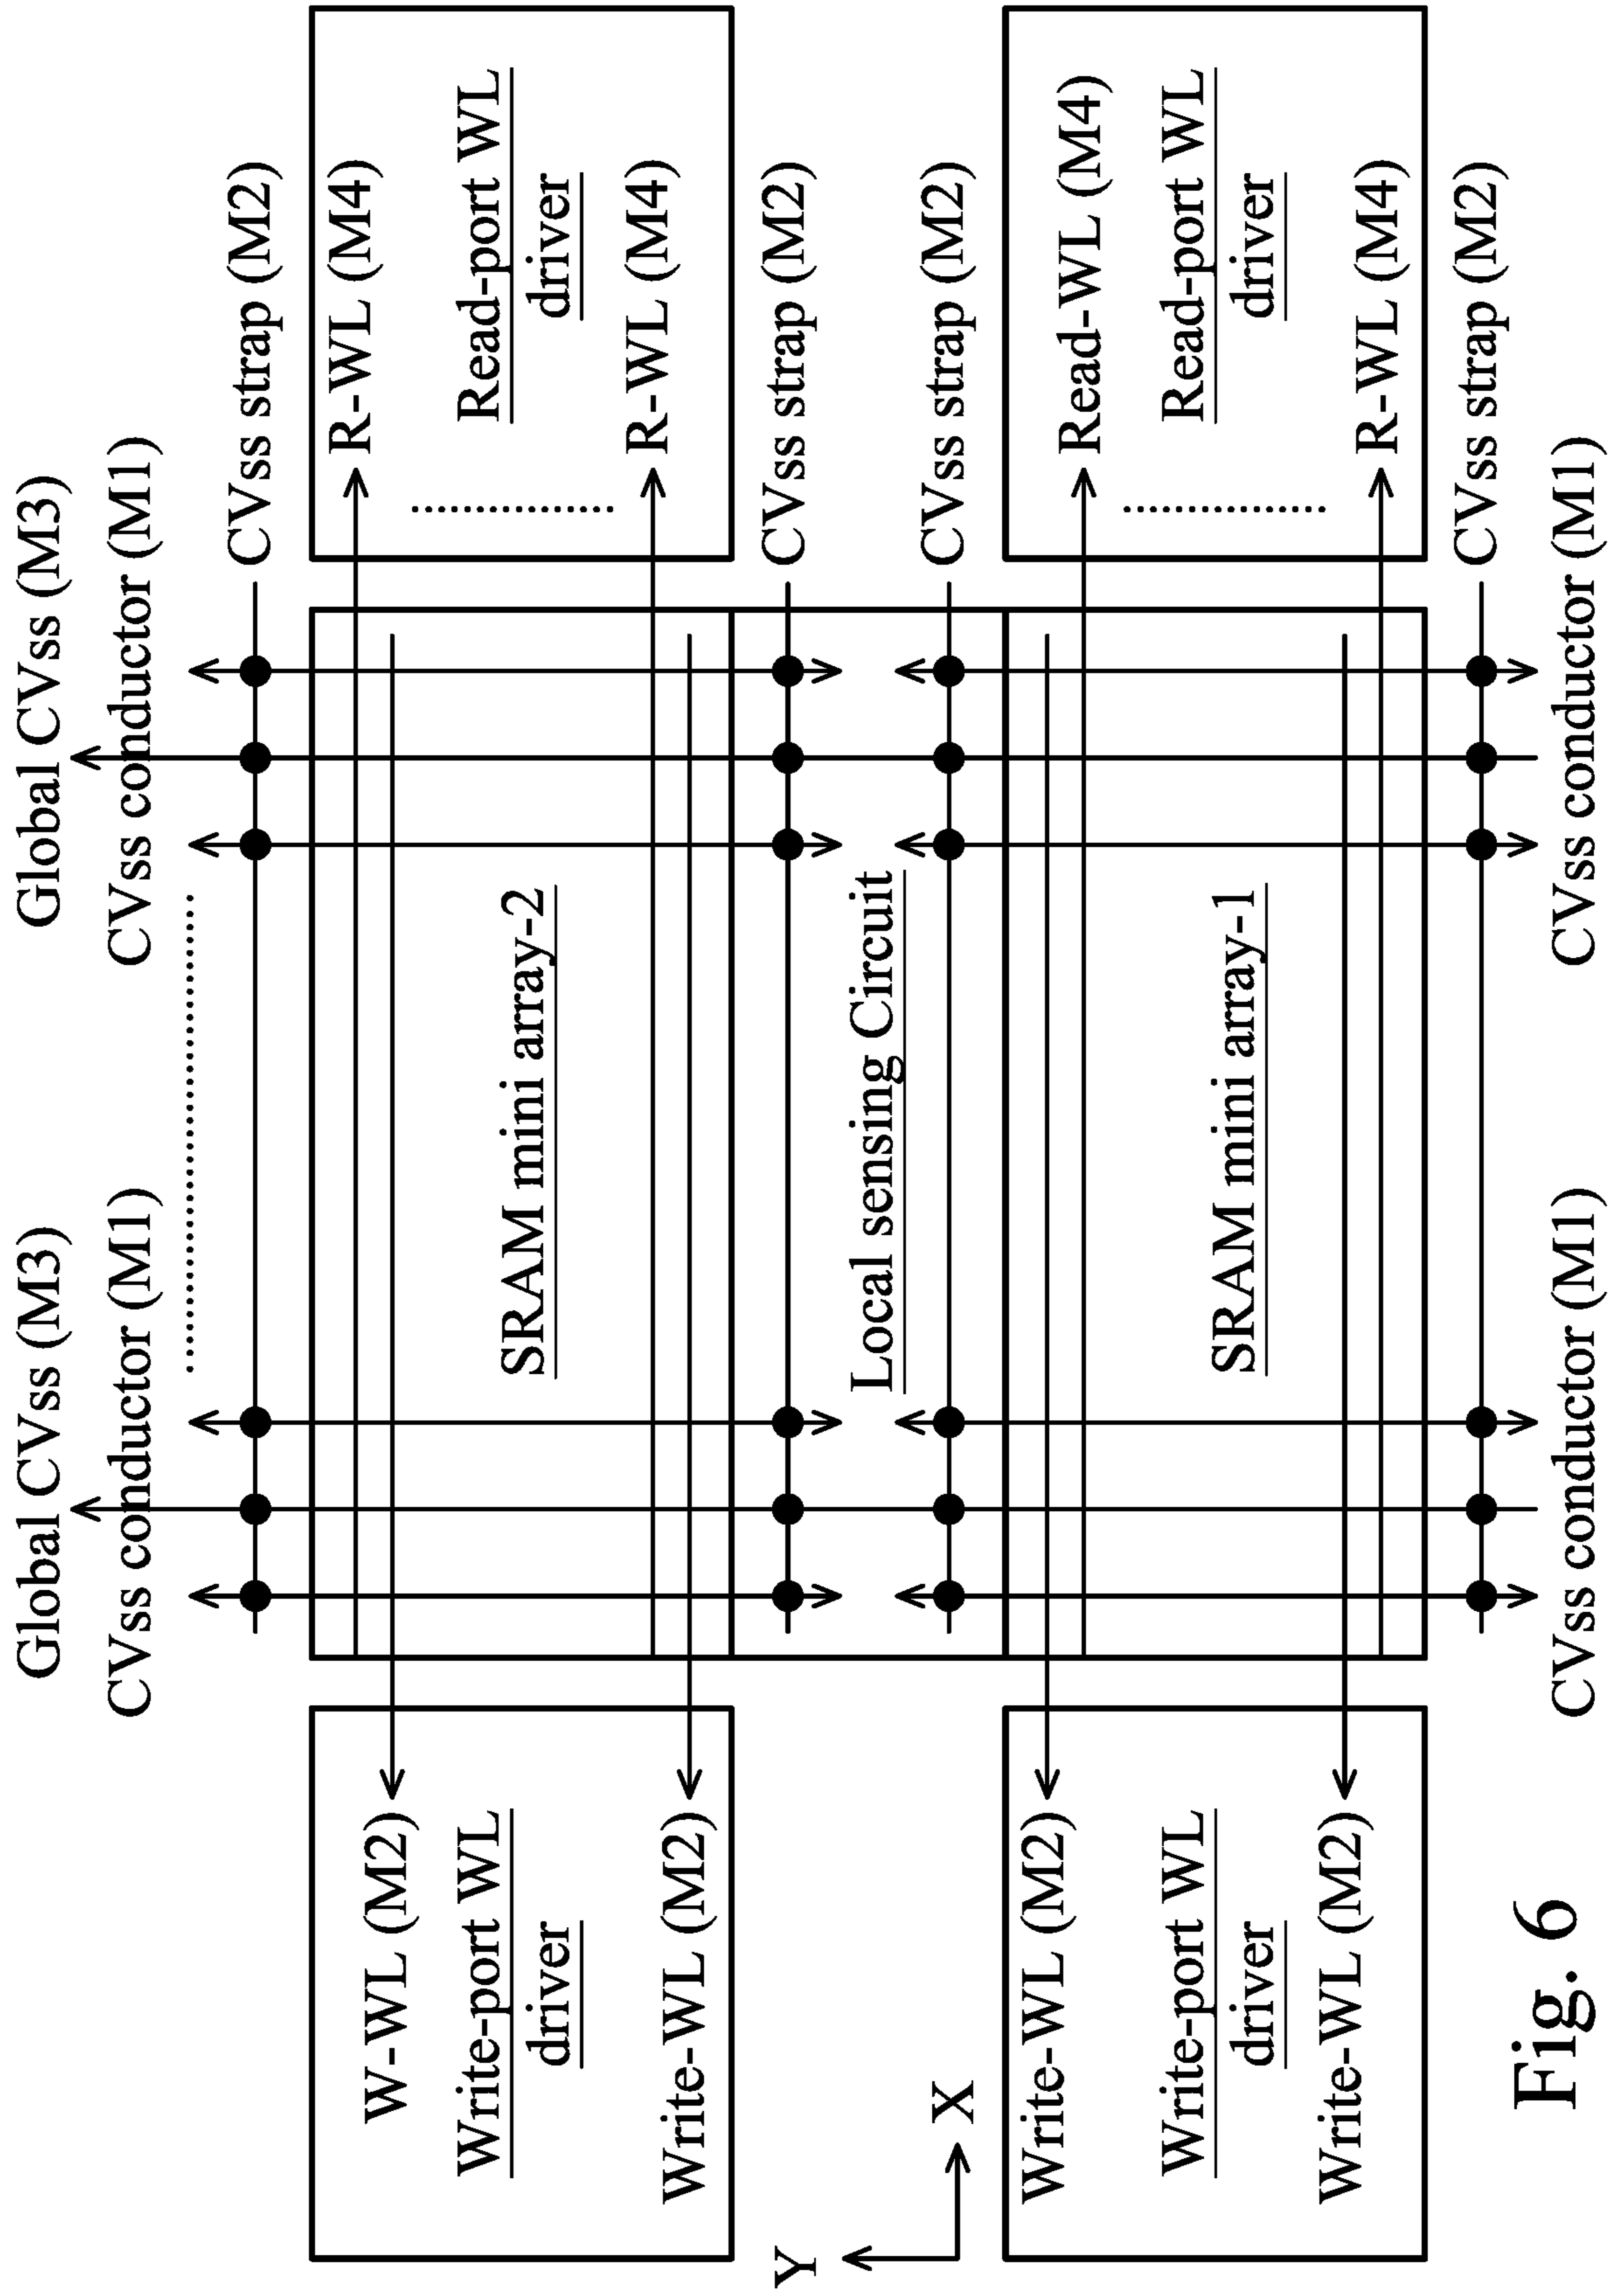 Global CVss (M3)
Global CVss (M3)
CVss conductor (M1)
CVss conductor (M1)
CVss strap (M2)
W-WL (M2)
R-WL (M4)
Write-port WL
driver
SRAM mini array-2
Read-port WL
driver
Write-WL (M2)
R-WL (M4)
CVss strap (M2)
Local sensing Circuit
Y
X
CVss strap (M2)
Write-WL (M2)
Read-WL (M4)
Write-port WL
driver
SRAM mini array-1
Read-port WL
driver
Write-WL (M2)
R-WL (M4)
CVss strap (M2)
CVss conductor (M1)
CVss conductor (M1)
Fig. 6